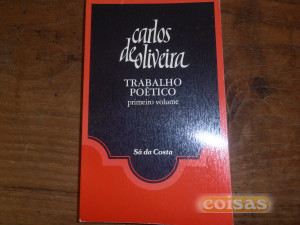 carlos
de oliveira
TRABALHO
POÉTICO
primeiro volume
Sá da Costa
coisas